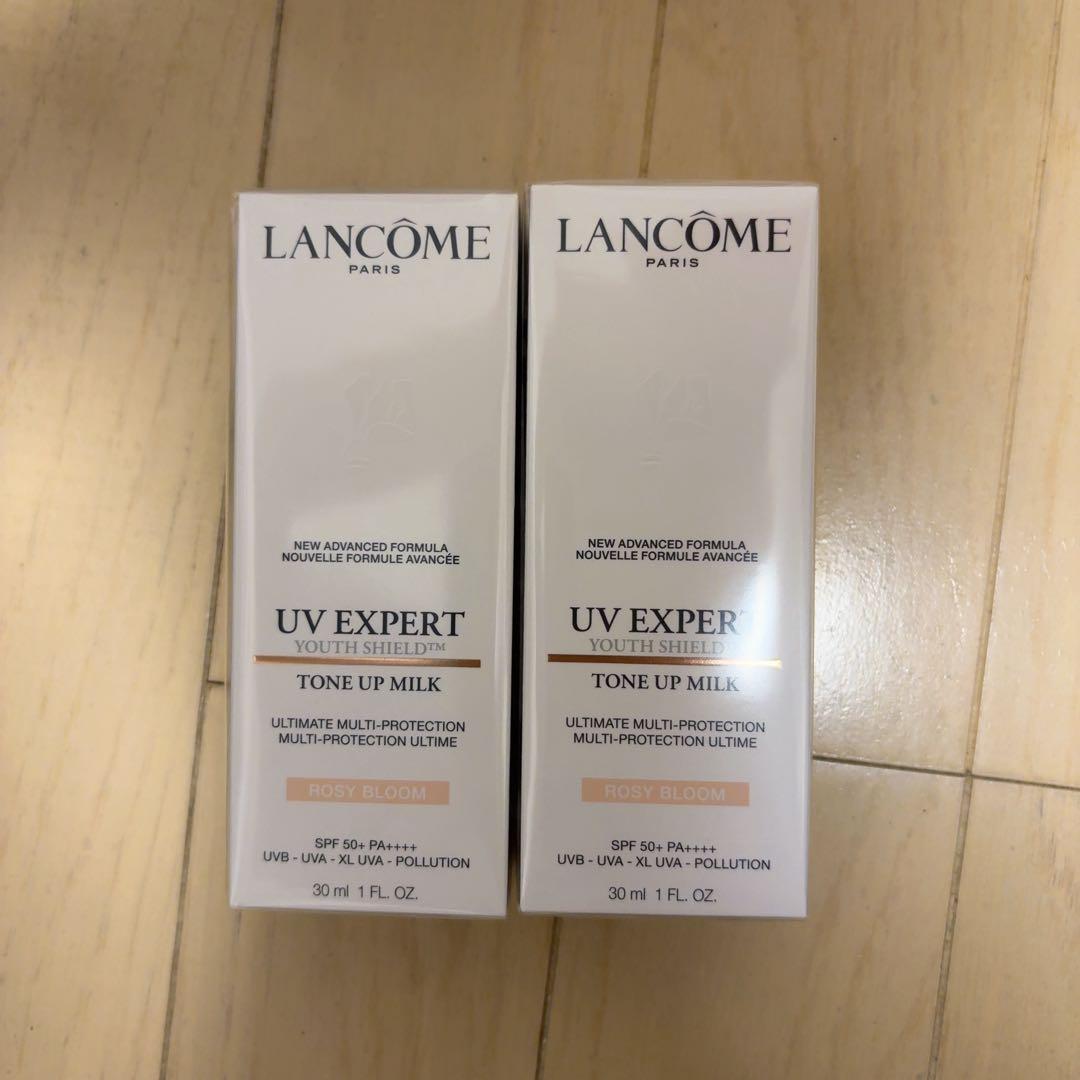 LANCÔME
PARIS
NEW ADVANCED FORMULA
NOUVELLE FORMULE AVANCÉE
UV EXPERT
YOUTH SHIELD™
TONE UP MILK
ULTIMATE MULTI-PROTECTION
MULTI-PROTECTION ULTIME
ROSY BLOOM
SPF 50+ PA++++
UVB - UVA - XL UVA - POLLUTION
30 ml 1 FL. OZ.
LANCÔME
PARIS
NEW ADVANCED FORMULA
NOUVELLE FORMULE AVANCÉE
UV EXPERT
YOUTH SHIELD
TONE UP MILK
ULTIMATE MULTI-PROTECTION
MULTI-PROTECTION ULTIME
ROSY BLOOM
SPF 50+ PA++++
UVB - UVA - XL UVA - POLLUTION
30 ml 1 FL. OZ.